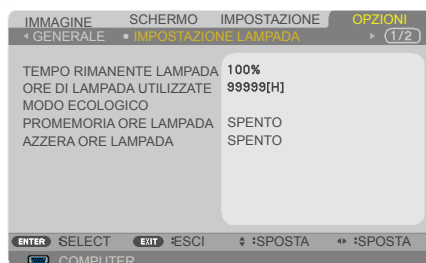 IMMAGINE SCHERMO IMPOSTAZIONE OPZIONI
GENERALE IMPOSTAZIONE LAMPADA (1/2)
TEMPO RIMANENTE LAMPADA 100%
ORE DI LAMPADA UTILIZZATE 99999[H]
MODO ECOLOGICO
PROMEMORIA ORE LAMPADA SPENTO
AZZERA ORE LAMPADA SPENTO
ENTER :SELECT EXIT :ESCI :SPOSTA :SPOSTA
COMPUTER